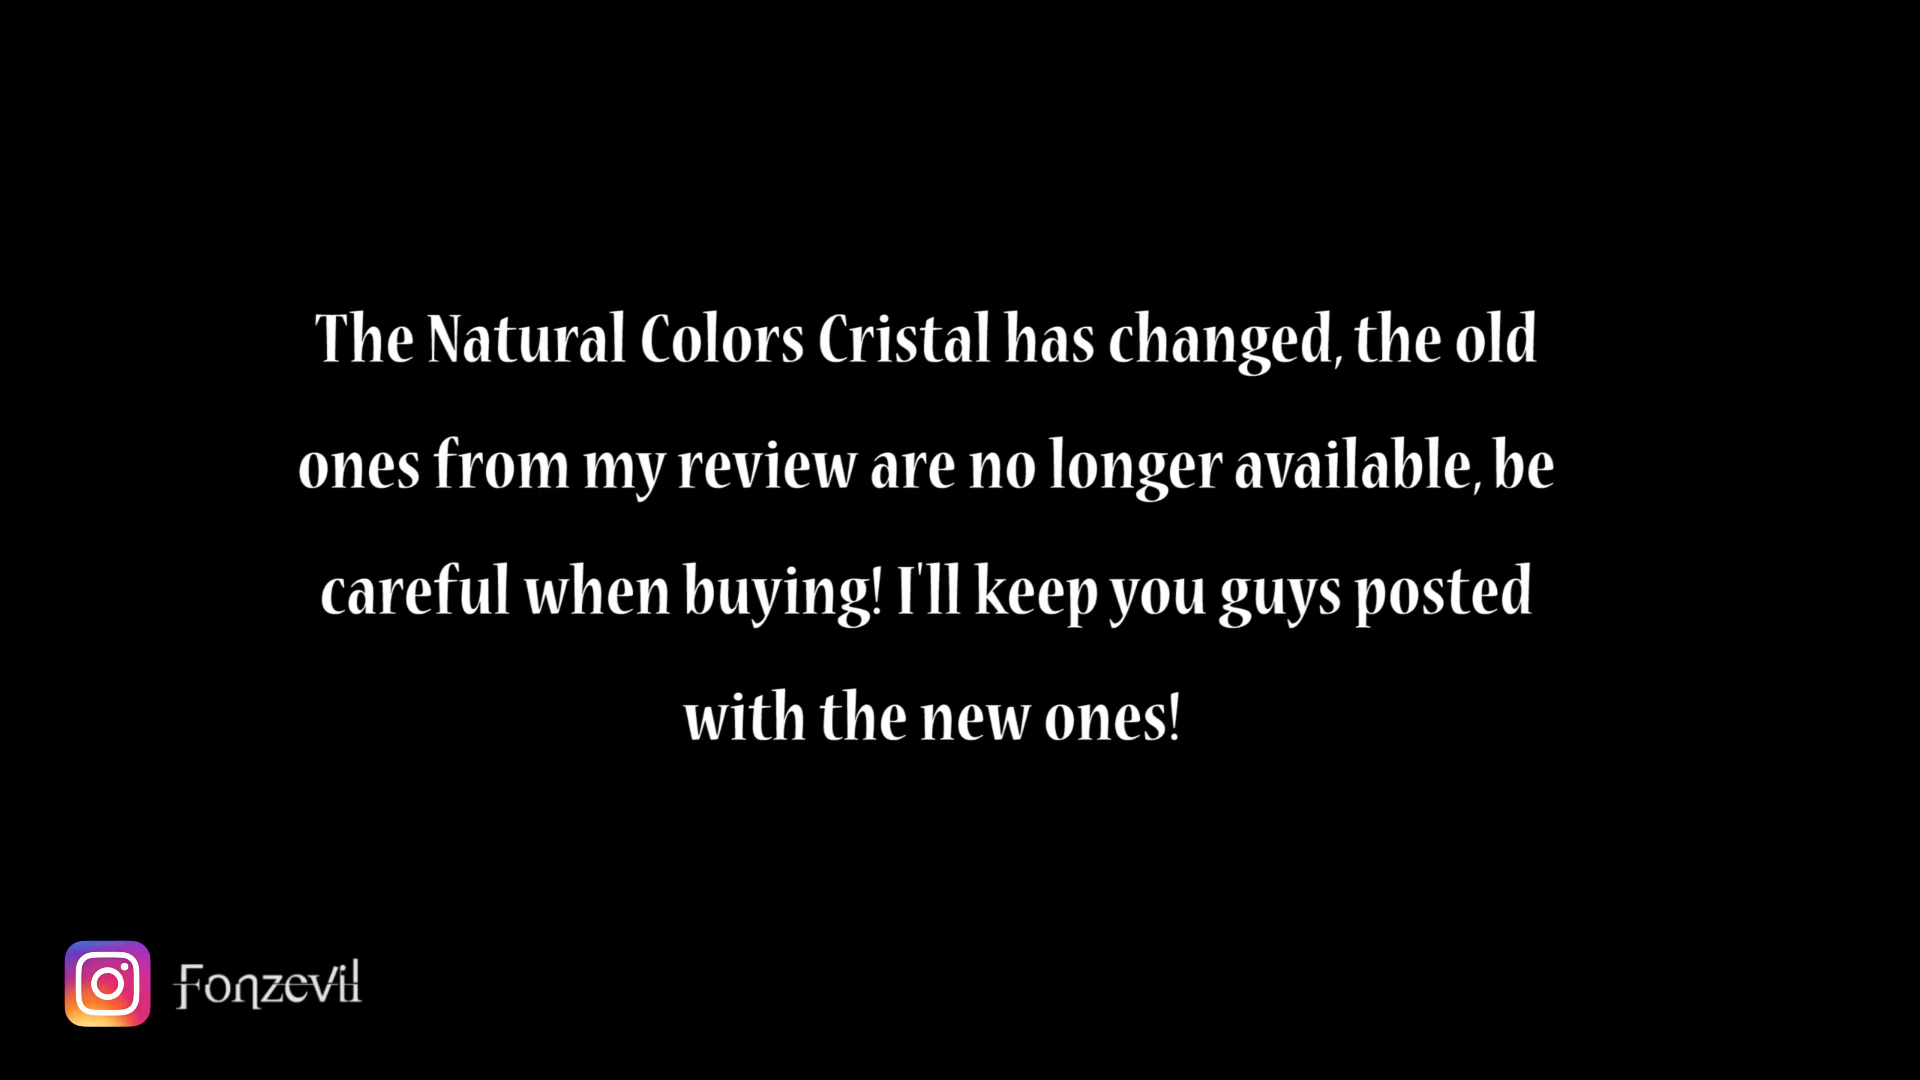 The Natural Colors Cristal has changed, the old
ones from my review are no longer available, be
careful when buying! I'll keep you guys posted
with the new ones!
Fonzevil